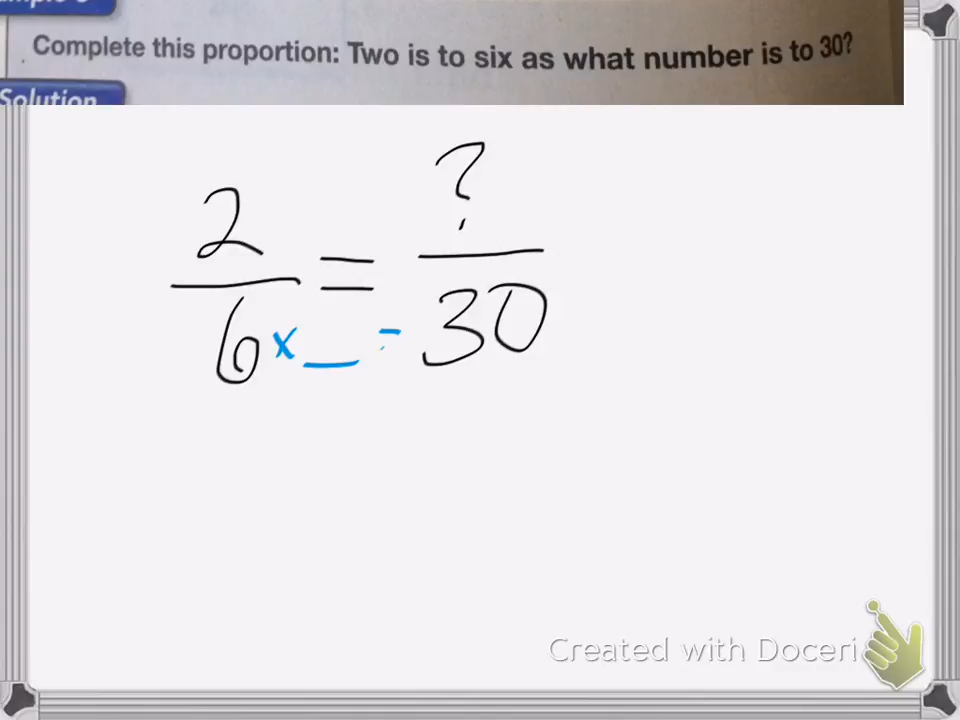 Complete this proportion: Two is to six as what number is to 30?
Solution
2 = ?
6 x _ = 30
Created with Doceri